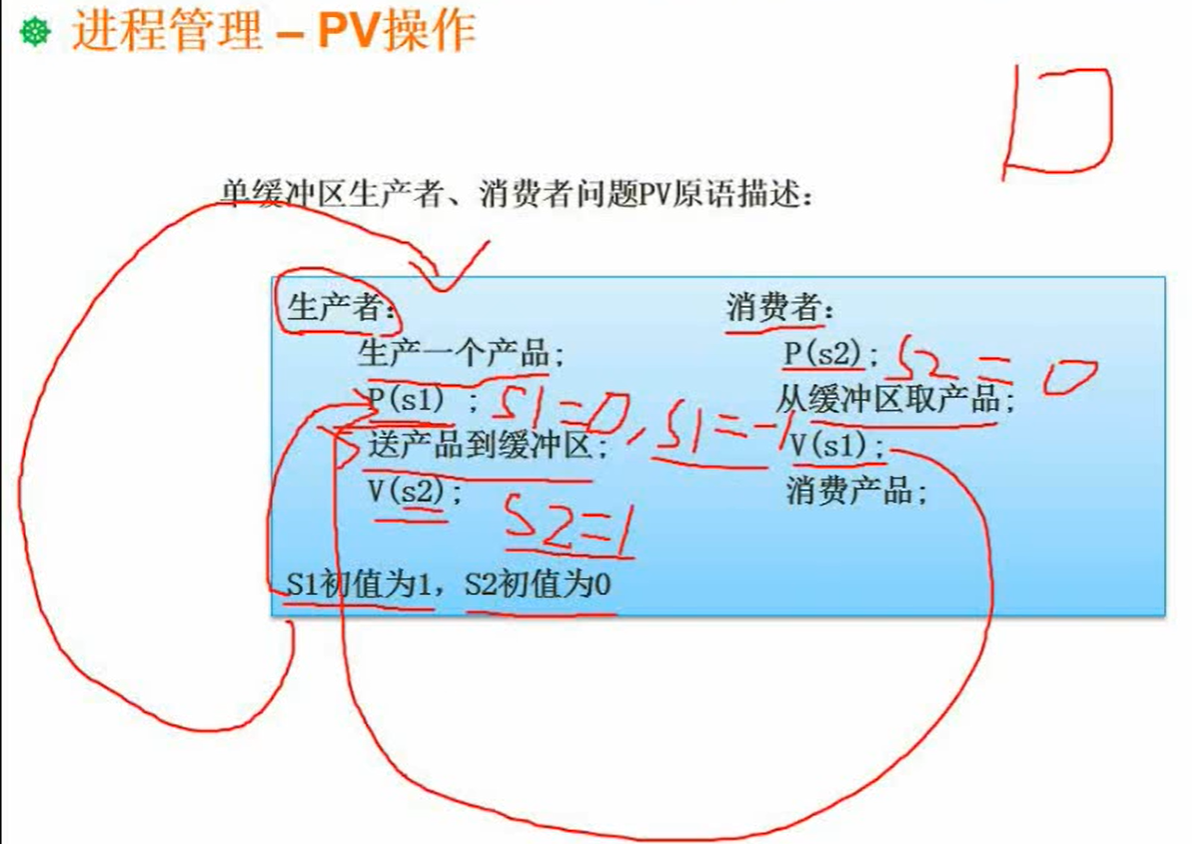 进程管理 – PV操作
单缓冲区生产者、消费者问题PV原语描述：
生产者：
生产一个产品；
P(s1) ； S1=0, S1=-1
送产品到缓冲区；
V(s2)； S2=1
S1初值为1，S2初值为0
消费者：
P(s2)； S2=0
从缓冲区取产品；
V(s1)；
消费产品；